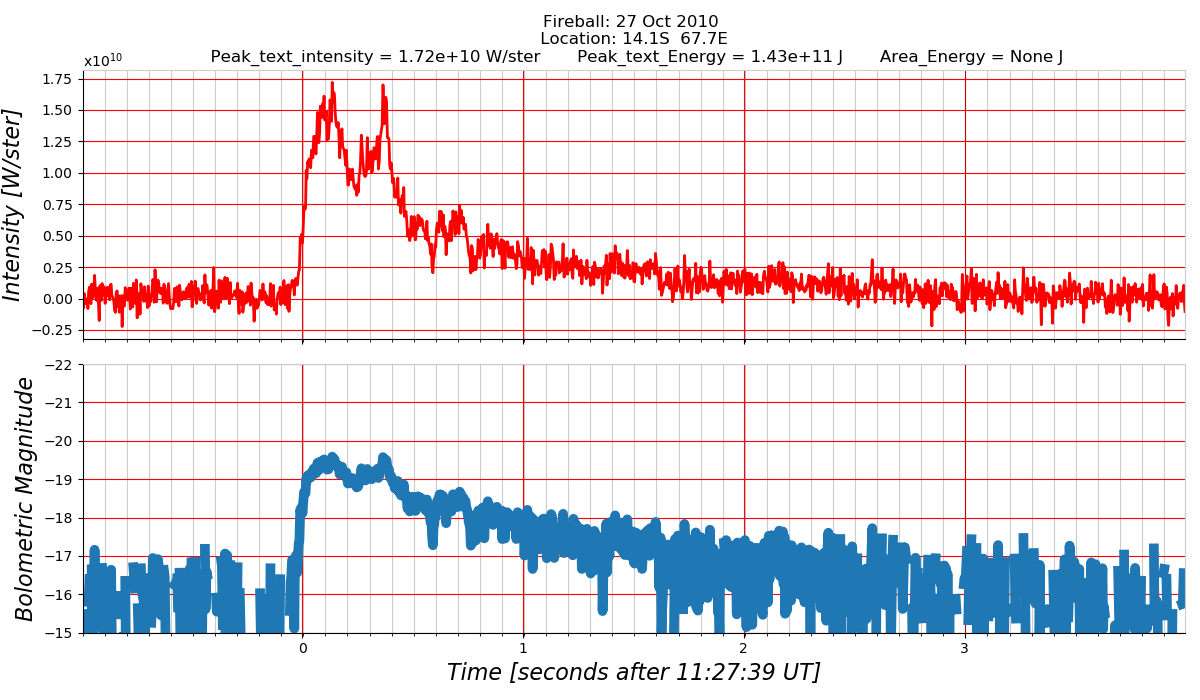 Fireball: 27 Oct 2010
Location: 14.1S  67.7E
Peak_text_intensity = 1.72e+10 W/ster    Peak_text_Energy = 1.43e+11 J    Area_Energy = None J
x10¹⁰
1.75
1.50
1.25
1.00
0.75
0.50
0.25
0.00
−0.25
Intensity [W/ster]
−22
−21
−20
−19
−18
−17
−16
−15
Bolometric Magnitude
0 1 2 3
Time [seconds after 11:27:39 UT]